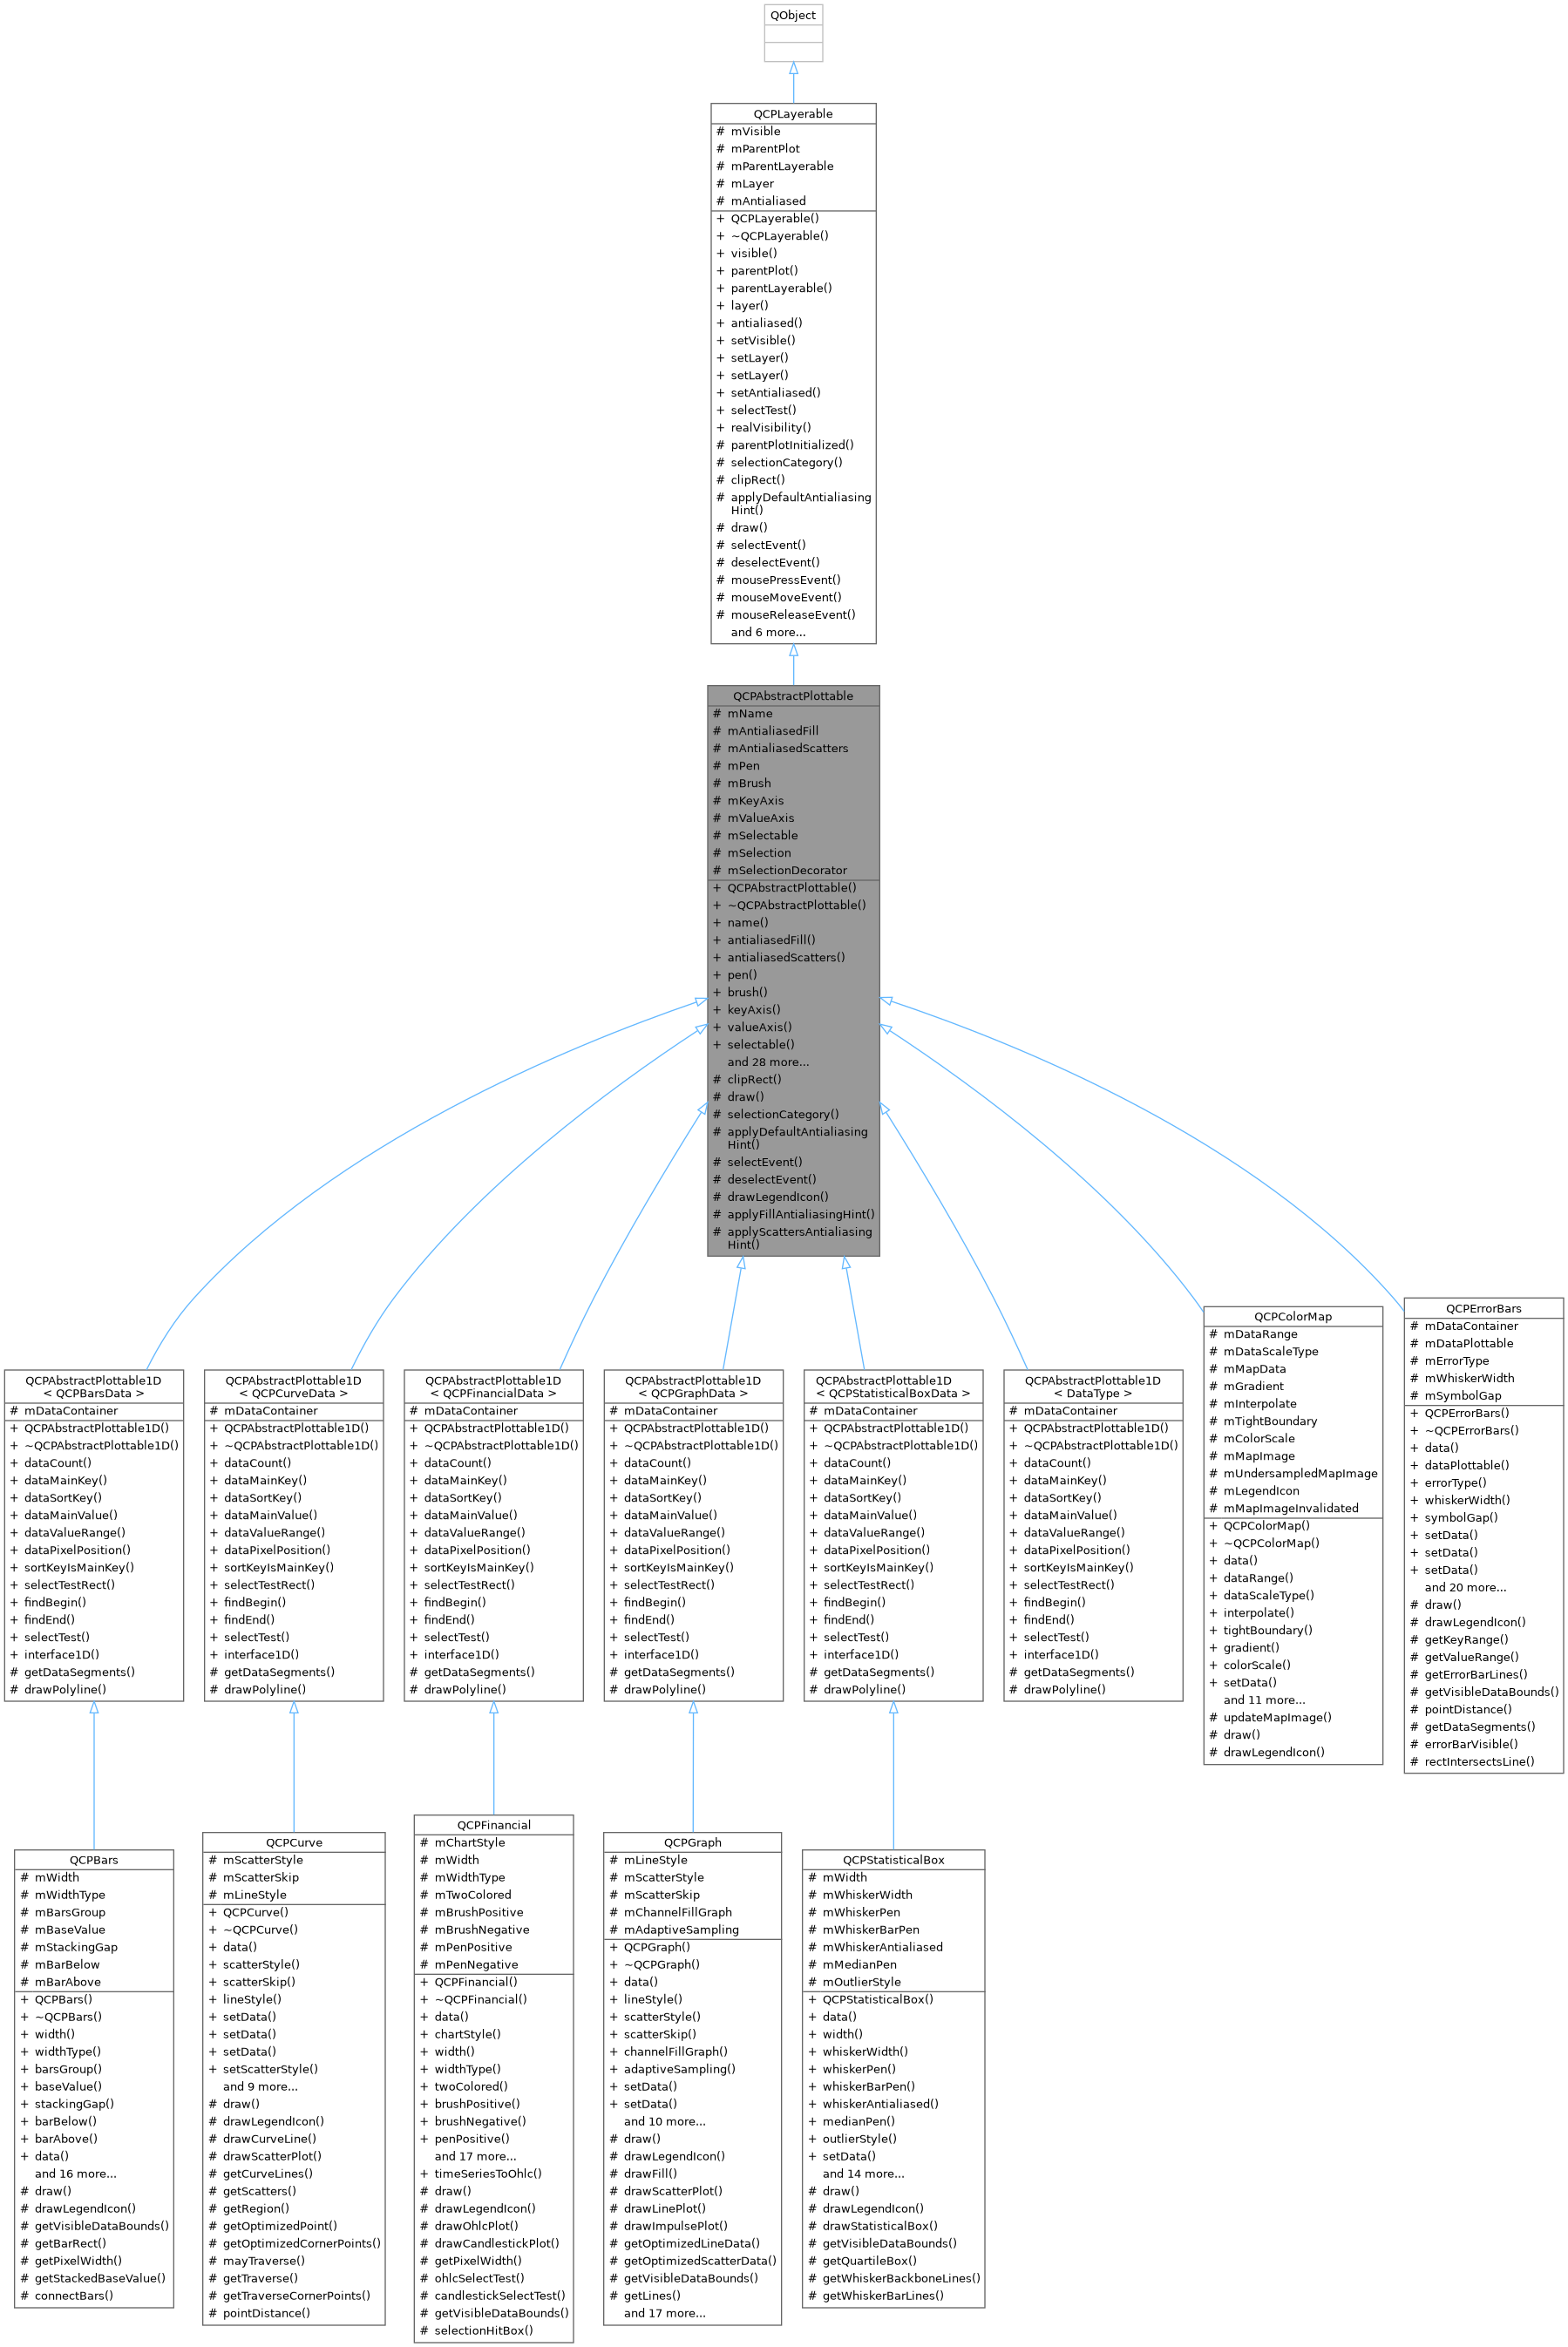 QObject
QCPLayerable
# mVisible
# mParentPlot
# mParentLayerable
# mLayer
# mAntialiased
+ QCPLayerable()
+ ~QCPLayerable()
+ visible()
+ parentPlot()
+ parentLayerable()
+ layer()
+ antialiased()
+ setVisible()
+ setLayer()
+ setLayer()
+ setAntialiased()
+ selectTest()
+ realVisibility()
# parentPlotInitialized()
# selectionCategory()
# clipRect()
# applyDefaultAntialiasing
Hint()
# draw()
# selectEvent()
# deselectEvent()
# mousePressEvent()
# mouseMoveEvent()
# mouseReleaseEvent()
and 6 more...
QCPAbstractPlottable
# mName
# mAntialiasedFill
# mAntialiasedScatters
# mPen
# mBrush
# mKeyAxis
# mValueAxis
# mSelectable
# mSelection
# mSelectionDecorator
+ QCPAbstractPlottable()
+ ~QCPAbstractPlottable()
+ name()
+ antialiasedFill()
+ antialiasedScatters()
+ pen()
+ brush()
+ keyAxis()
+ valueAxis()
+ selectable()
and 28 more...
# clipRect()
# draw()
# selectionCategory()
# applyDefaultAntialiasing
Hint()
# selectEvent()
# deselectEvent()
# drawLegendIcon()
# applyFillAntialiasingHint()
# applyScattersAntialiasing
Hint()
QCPAbstractPlottable1D
< QCPBarsData >
# mDataContainer
+ QCPAbstractPlottable1D()
+ ~QCPAbstractPlottable1D()
+ dataCount()
+ dataMainKey()
+ dataSortKey()
+ dataMainValue()
+ dataValueRange()
+ dataPixelPosition()
+ sortKeyIsMainKey()
+ selectTestRect()
+ findBegin()
+ findEnd()
+ selectTest()
+ interface1D()
# getDataSegments()
# drawPolyline()
QCPAbstractPlottable1D
< QCPCurveData >
# mDataContainer
+ QCPAbstractPlottable1D()
+ ~QCPAbstractPlottable1D()
+ dataCount()
+ dataMainKey()
+ dataSortKey()
+ dataMainValue()
+ dataValueRange()
+ dataPixelPosition()
+ sortKeyIsMainKey()
+ selectTestRect()
+ findBegin()
+ findEnd()
+ selectTest()
+ interface1D()
# getDataSegments()
# drawPolyline()
QCPAbstractPlottable1D
< QCPFinancialData >
# mDataContainer
+ QCPAbstractPlottable1D()
+ ~QCPAbstractPlottable1D()
+ dataCount()
+ dataMainKey()
+ dataSortKey()
+ dataMainValue()
+ dataValueRange()
+ dataPixelPosition()
+ sortKeyIsMainKey()
+ selectTestRect()
+ findBegin()
+ findEnd()
+ selectTest()
+ interface1D()
# getDataSegments()
# drawPolyline()
QCPAbstractPlottable1D
< QCPGraphData >
# mDataContainer
+ QCPAbstractPlottable1D()
+ ~QCPAbstractPlottable1D()
+ dataCount()
+ dataMainKey()
+ dataSortKey()
+ dataMainValue()
+ dataValueRange()
+ dataPixelPosition()
+ sortKeyIsMainKey()
+ selectTestRect()
+ findBegin()
+ findEnd()
+ selectTest()
+ interface1D()
# getDataSegments()
# drawPolyline()
QCPAbstractPlottable1D
< QCPStatisticalBoxData >
# mDataContainer
+ QCPAbstractPlottable1D()
+ ~QCPAbstractPlottable1D()
+ dataCount()
+ dataMainKey()
+ dataSortKey()
+ dataMainValue()
+ dataValueRange()
+ dataPixelPosition()
+ sortKeyIsMainKey()
+ selectTestRect()
+ findBegin()
+ findEnd()
+ selectTest()
+ interface1D()
# getDataSegments()
# drawPolyline()
QCPAbstractPlottable1D
< DataType >
# mDataContainer
+ QCPAbstractPlottable1D()
+ ~QCPAbstractPlottable1D()
+ dataCount()
+ dataMainKey()
+ dataSortKey()
+ dataMainValue()
+ dataValueRange()
+ dataPixelPosition()
+ sortKeyIsMainKey()
+ selectTestRect()
+ findBegin()
+ findEnd()
+ selectTest()
+ interface1D()
# getDataSegments()
# drawPolyline()
QCPColorMap
# mDataRange
# mDataScaleType
# mMapData
# mGradient
# mInterpolate
# mTightBoundary
# mColorScale
# mMapImage
# mUndersampledMapImage
# mLegendIcon
# mMapImageInvalidated
+ QCPColorMap()
+ ~QCPColorMap()
+ data()
+ dataRange()
+ dataScaleType()
+ interpolate()
+ tightBoundary()
+ gradient()
+ colorScale()
+ setData()
and 11 more...
# updateMapImage()
# draw()
# drawLegendIcon()
QCPErrorBars
# mDataContainer
# mDataPlottable
# mErrorType
# mWhiskerWidth
# mSymbolGap
+ QCPErrorBars()
+ ~QCPErrorBars()
+ data()
+ dataPlottable()
+ errorType()
+ whiskerWidth()
+ symbolGap()
+ setData()
+ setData()
+ setData()
and 20 more...
# draw()
# drawLegendIcon()
# getKeyRange()
# getValueRange()
# getErrorBarLines()
# getVisibleDataBounds()
# pointDistance()
# getDataSegments()
# errorBarVisible()
# rectIntersectsLine()
QCPBars
# mWidth
# mWidthType
# mBarsGroup
# mBaseValue
# mStackingGap
# mBarBelow
# mBarAbove
+ QCPBars()
+ ~QCPBars()
+ width()
+ widthType()
+ barsGroup()
+ baseValue()
+ stackingGap()
+ barBelow()
+ barAbove()
+ data()
and 16 more...
# draw()
# drawLegendIcon()
# getVisibleDataBounds()
# getBarRect()
# getPixelWidth()
# getStackedBaseValue()
# connectBars()
QCPCurve
# mScatterStyle
# mScatterSkip
# mLineStyle
+ QCPCurve()
+ ~QCPCurve()
+ data()
+ scatterStyle()
+ scatterSkip()
+ lineStyle()
+ setData()
+ setData()
+ setData()
+ setScatterStyle()
and 9 more...
# draw()
# drawLegendIcon()
# drawCurveLine()
# drawScatterPlot()
# getCurveLines()
# getScatters()
# getRegion()
# getOptimizedPoint()
# getOptimizedCornerPoints()
# mayTraverse()
# getTraverse()
# getTraverseCornerPoints()
# pointDistance()
QCPFinancial
# mChartStyle
# mWidth
# mWidthType
# mTwoColored
# mBrushPositive
# mBrushNegative
# mPenPositive
# mPenNegative
+ QCPFinancial()
+ ~QCPFinancial()
+ data()
+ chartStyle()
+ width()
+ widthType()
+ twoColored()
+ brushPositive()
+ brushNegative()
+ penPositive()
and 17 more...
+ timeSeriesToOhlc()
# draw()
# drawLegendIcon()
# drawOhlcPlot()
# drawCandlestickPlot()
# getPixelWidth()
# ohlcSelectTest()
# candlestickSelectTest()
# getVisibleDataBounds()
# selectionHitBox()
QCPGraph
# mLineStyle
# mScatterStyle
# mScatterSkip
# mChannelFillGraph
# mAdaptiveSampling
+ QCPGraph()
+ ~QCPGraph()
+ data()
+ lineStyle()
+ scatterStyle()
+ scatterSkip()
+ channelFillGraph()
+ adaptiveSampling()
+ setData()
+ setData()
and 10 more...
# draw()
# drawLegendIcon()
# drawFill()
# drawScatterPlot()
# drawLinePlot()
# drawImpulsePlot()
# getOptimizedLineData()
# getOptimizedScatterData()
# getVisibleDataBounds()
# getLines()
and 17 more...
QCPStatisticalBox
# mWidth
# mWhiskerWidth
# mWhiskerPen
# mWhiskerBarPen
# mWhiskerAntialiased
# mMedianPen
# mOutlierStyle
+ QCPStatisticalBox()
+ data()
+ width()
+ whiskerWidth()
+ whiskerPen()
+ whiskerBarPen()
+ whiskerAntialiased()
+ medianPen()
+ outlierStyle()
+ setData()
and 14 more...
# draw()
# drawLegendIcon()
# drawStatisticalBox()
# getVisibleDataBounds()
# getQuartileBox()
# getWhiskerBackboneLines()
# getWhiskerBarLines()